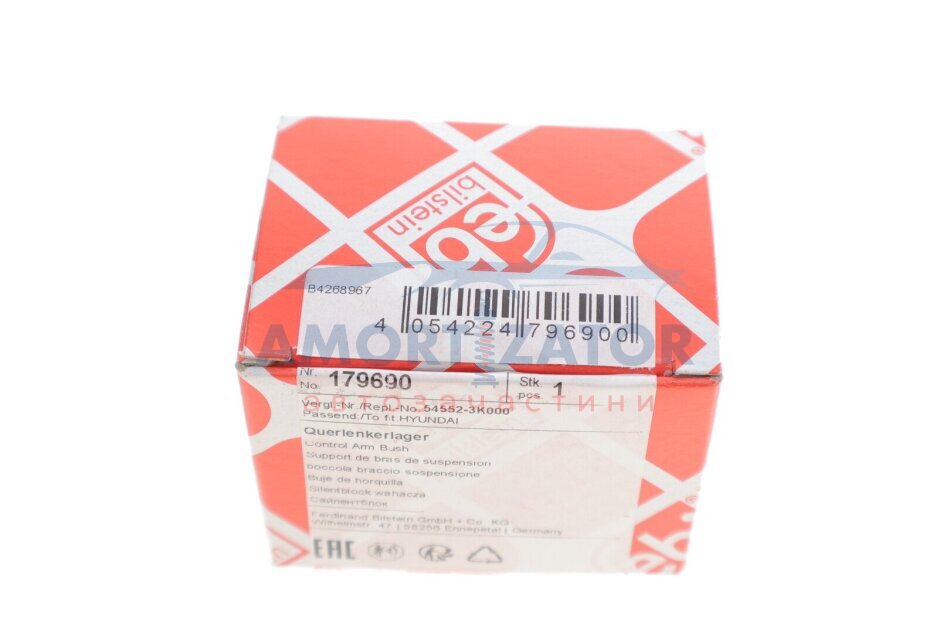 feb
bilstein
B4268967
4 054224 796900
AMORTIZATOR
автозапчастини
Nr.
No. 179690
Stk.
pcs. 1
Vergl.-Nr./Repl.-No. 54552-3K000
Passend./To fit HYUNDAI
Querlenkerlager
Control Arm Bush
Support de bras de suspension
boccola braccio sospensione
Buje de horquilla
Silentblock wahacza
Сайлентблок
Ferdinand Bilstein GmbH + Co. KG
Wilhelmstr. 47 | 58256 Ennepetal | Germany
EAC
feb